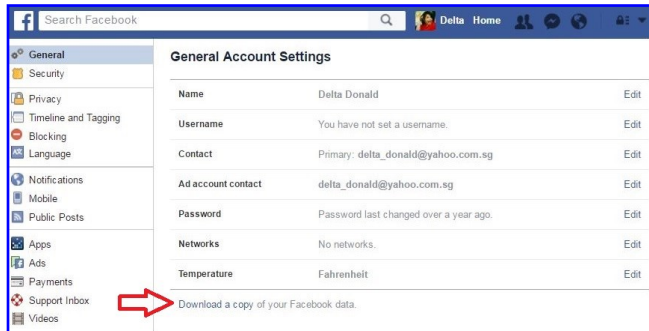 f Search Facebook Delta Home
General
Security
Privacy
Timeline and Tagging
Blocking
Language
Notifications
Mobile
Public Posts
Apps
Ads
Payments
Support Inbox
Videos
General Account Settings
Name Delta Donald Edit
Username You have not set a username. Edit
Contact Primary: delta_donald@yahoo.com.sg Edit
Ad account contact delta_donald@yahoo.com.sg Edit
Password Password last changed over a year ago. Edit
Networks No networks. Edit
Temperature Fahrenheit Edit
Download a copy of your Facebook data.